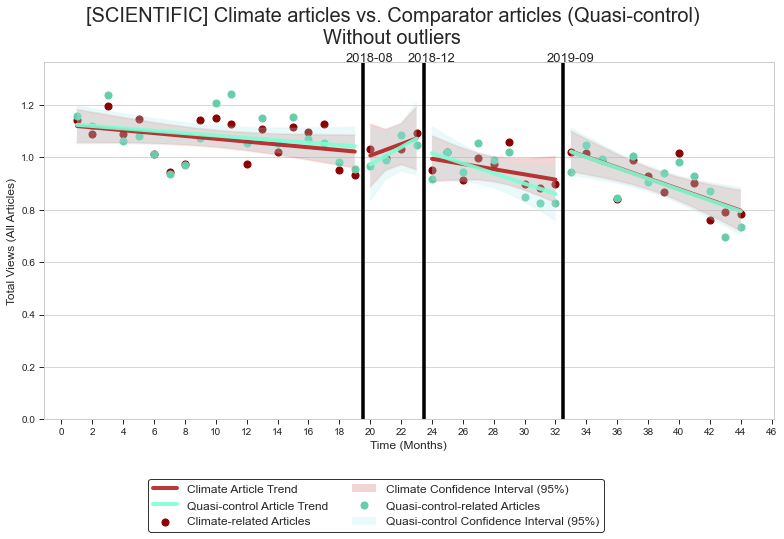 [SCIENTIFIC] Climate articles vs. Comparator articles (Quasi-control)
Without outliers
2018-08 2018-12 2019-09
1.2
1.0
0.8
0.6
0.4
0.2
0.0
Total Views (All Articles)
0 2 4 6 8 10 12 14 16 18 20 22 24 26 28 30 32 34 36 38 40 42 44 46
Time (Months)
Climate Article Trend
Quasi-control Article Trend
Climate-related Articles
Climate Confidence Interval (95%)
Quasi-control-related Articles
Quasi-control Confidence Interval (95%)